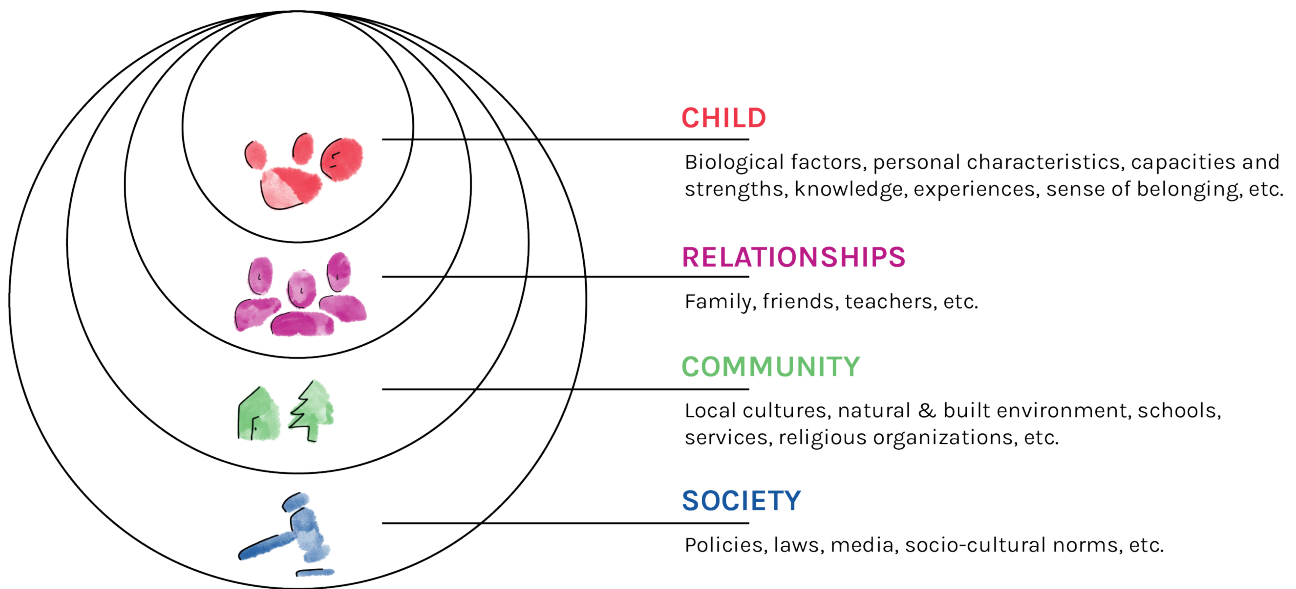 CHILD
Biological factors, personal characteristics, capacities and
strengths, knowledge, experiences, sense of belonging, etc.
RELATIONSHIPS
Family, friends, teachers, etc.
COMMUNITY
Local cultures, natural & built environment, schools,
services, religious organizations, etc.
SOCIETY
Policies, laws, media, socio-cultural norms, etc.